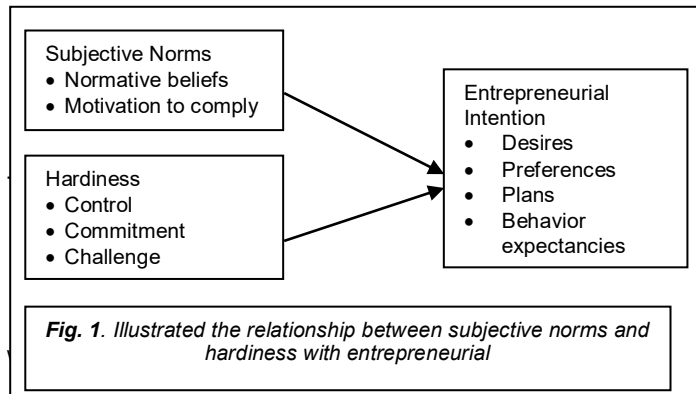 Subjective Norms
• Normative beliefs
• Motivation to comply
Hardiness
• Control
• Commitment
• Challenge
Entrepreneurial
Intention
• Desires
• Preferences
• Plans
• Behavior
expectancies
Fig. 1. Illustrated the relationship between subjective norms and
hardiness with entrepreneurial